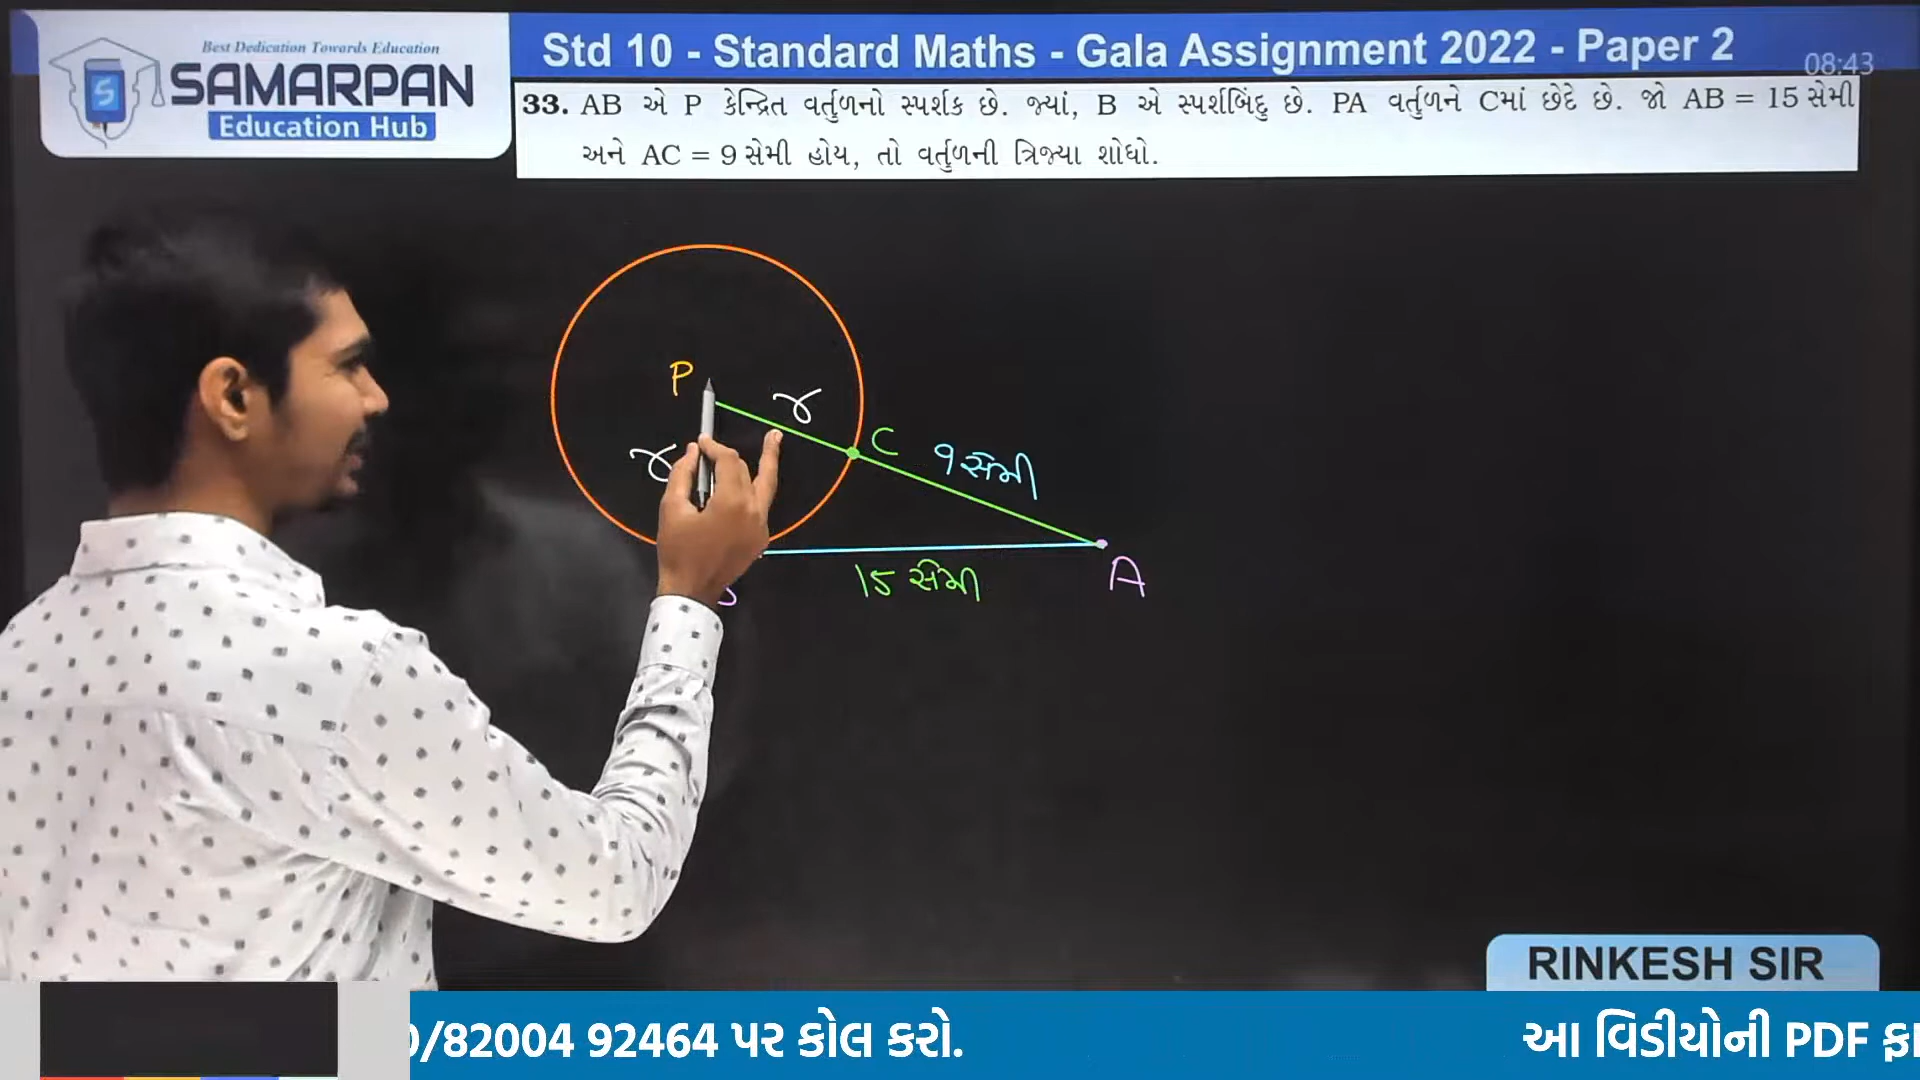 Best Dedication Towards Education
SAMARPAN
Education Hub
Std 10 - Standard Maths - Gala Assignment 2022 - Paper 2
08:43
33. AB એ P કેન્દ્રિત વર્તુળનો સ્પર્શક છે. જ્યાં, B એ સ્પર્શબિંદુ છે. PA વર્તુળને Cમાં છેદે છે. જો AB = 15 સેમી
અને AC = 9 સેમી હોય, તો વર્તુળની ત્રિજ્યા શોધો.
P
r
C
9 સેમી
r
15 સેમી
A
RINKESH SIR
0/82004 92464 પર કોલ કરો.
આ વિડીયોની PDF ફા